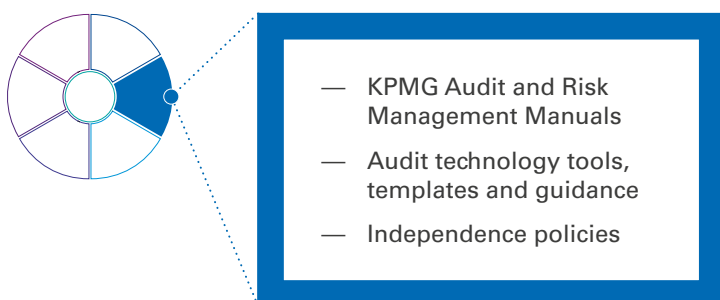 — KPMG Audit and Risk
Management Manuals
— Audit technology tools,
templates and guidance
— Independence policies